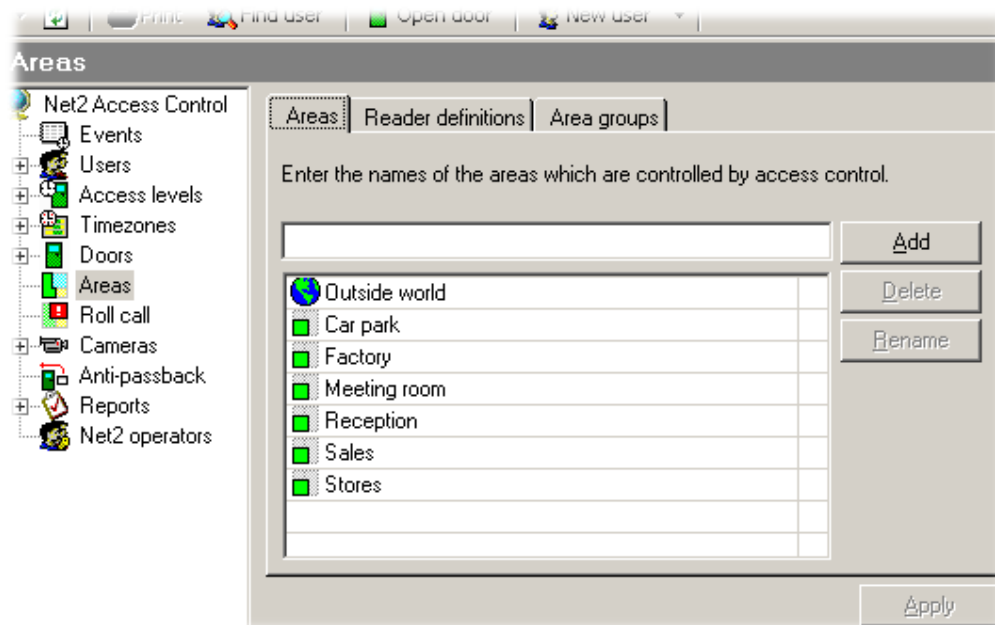 Print Find user Open door New user
Areas
Net2 Access Control
Events
Users
Access levels
Timezones
Doors
Areas
Roll call
Cameras
Anti-passback
Reports
Net2 operators
Areas Reader definitions Area groups
Enter the names of the areas which are controlled by access control.
Add
Outside world
Car park
Factory
Meeting room
Reception
Sales
Stores
Delete
Rename
Apply